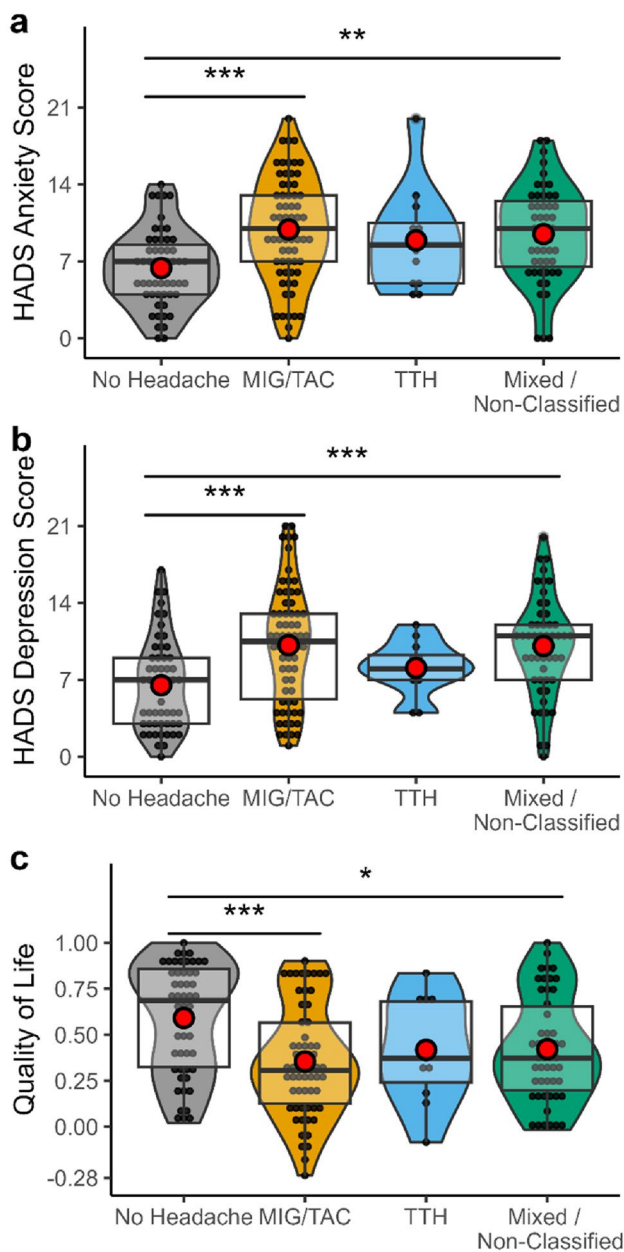 a
**
***
HADS Anxiety Score
21
14
7
0
No Headache MIG/TAC TTH Mixed /
Non-Classified
b
***
***
HADS Depression Score
21
14
7
0
No Headache MIG/TAC TTH Mixed /
Non-Classified
c
*
***
Quality of Life
1.00
0.75
0.50
0.25
0.00
-0.28
No Headache MIG/TAC TTH Mixed /
Non-Classified